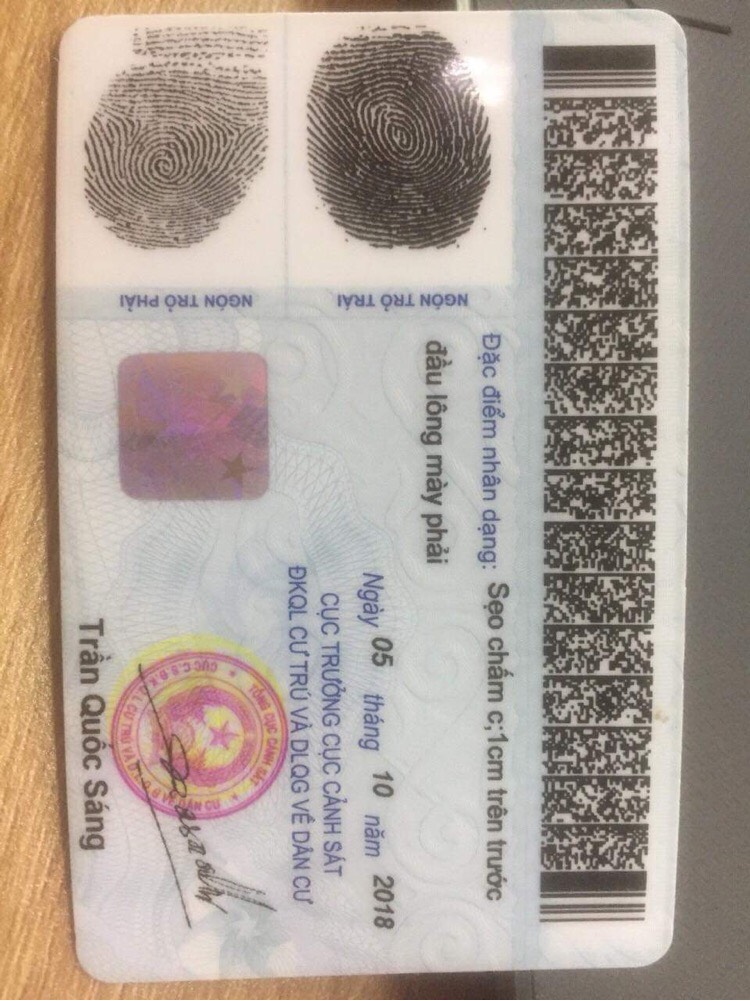 Đặc điểm nhân dạng: Sẹo chấm c;1cm trên trước
đầu lông mày phải
NGÓN TRỎ TRÁI
NGÓN TRỎ PHẢI
Ngày 05 tháng 10 năm 2018
CỤC TRƯỞNG CỤC CẢNH SÁT
ĐKQL CƯ TRÚ VÀ DLQG VỀ DÂN CƯ
Trần Quốc Sáng